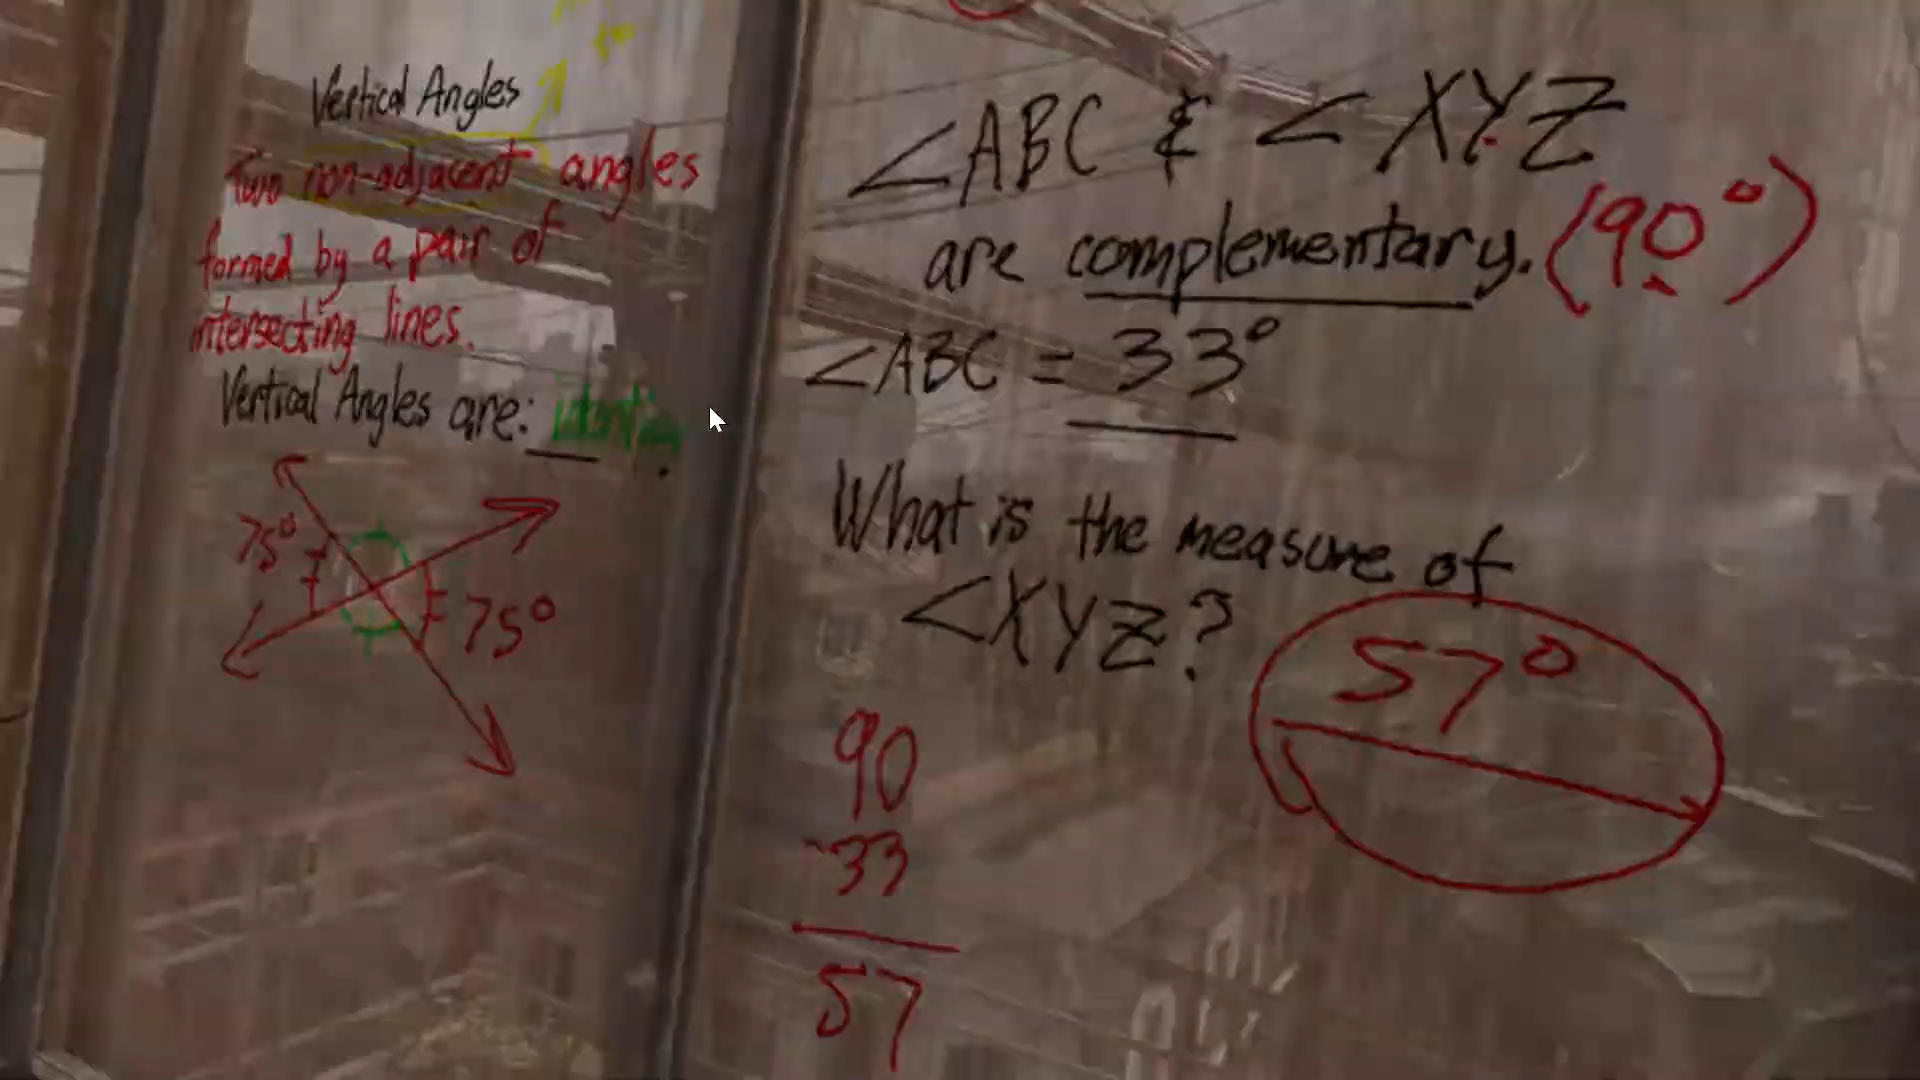 Vertical Angles
Two non-adjacent angles
formed by a pair of
intersecting lines.
Vertical Angles are:
75°
75°
<ABC & <XYZ
are complementary. (90°)
<ABC = 33°
What is the measure of
<XYZ?
57°
90
-33
57